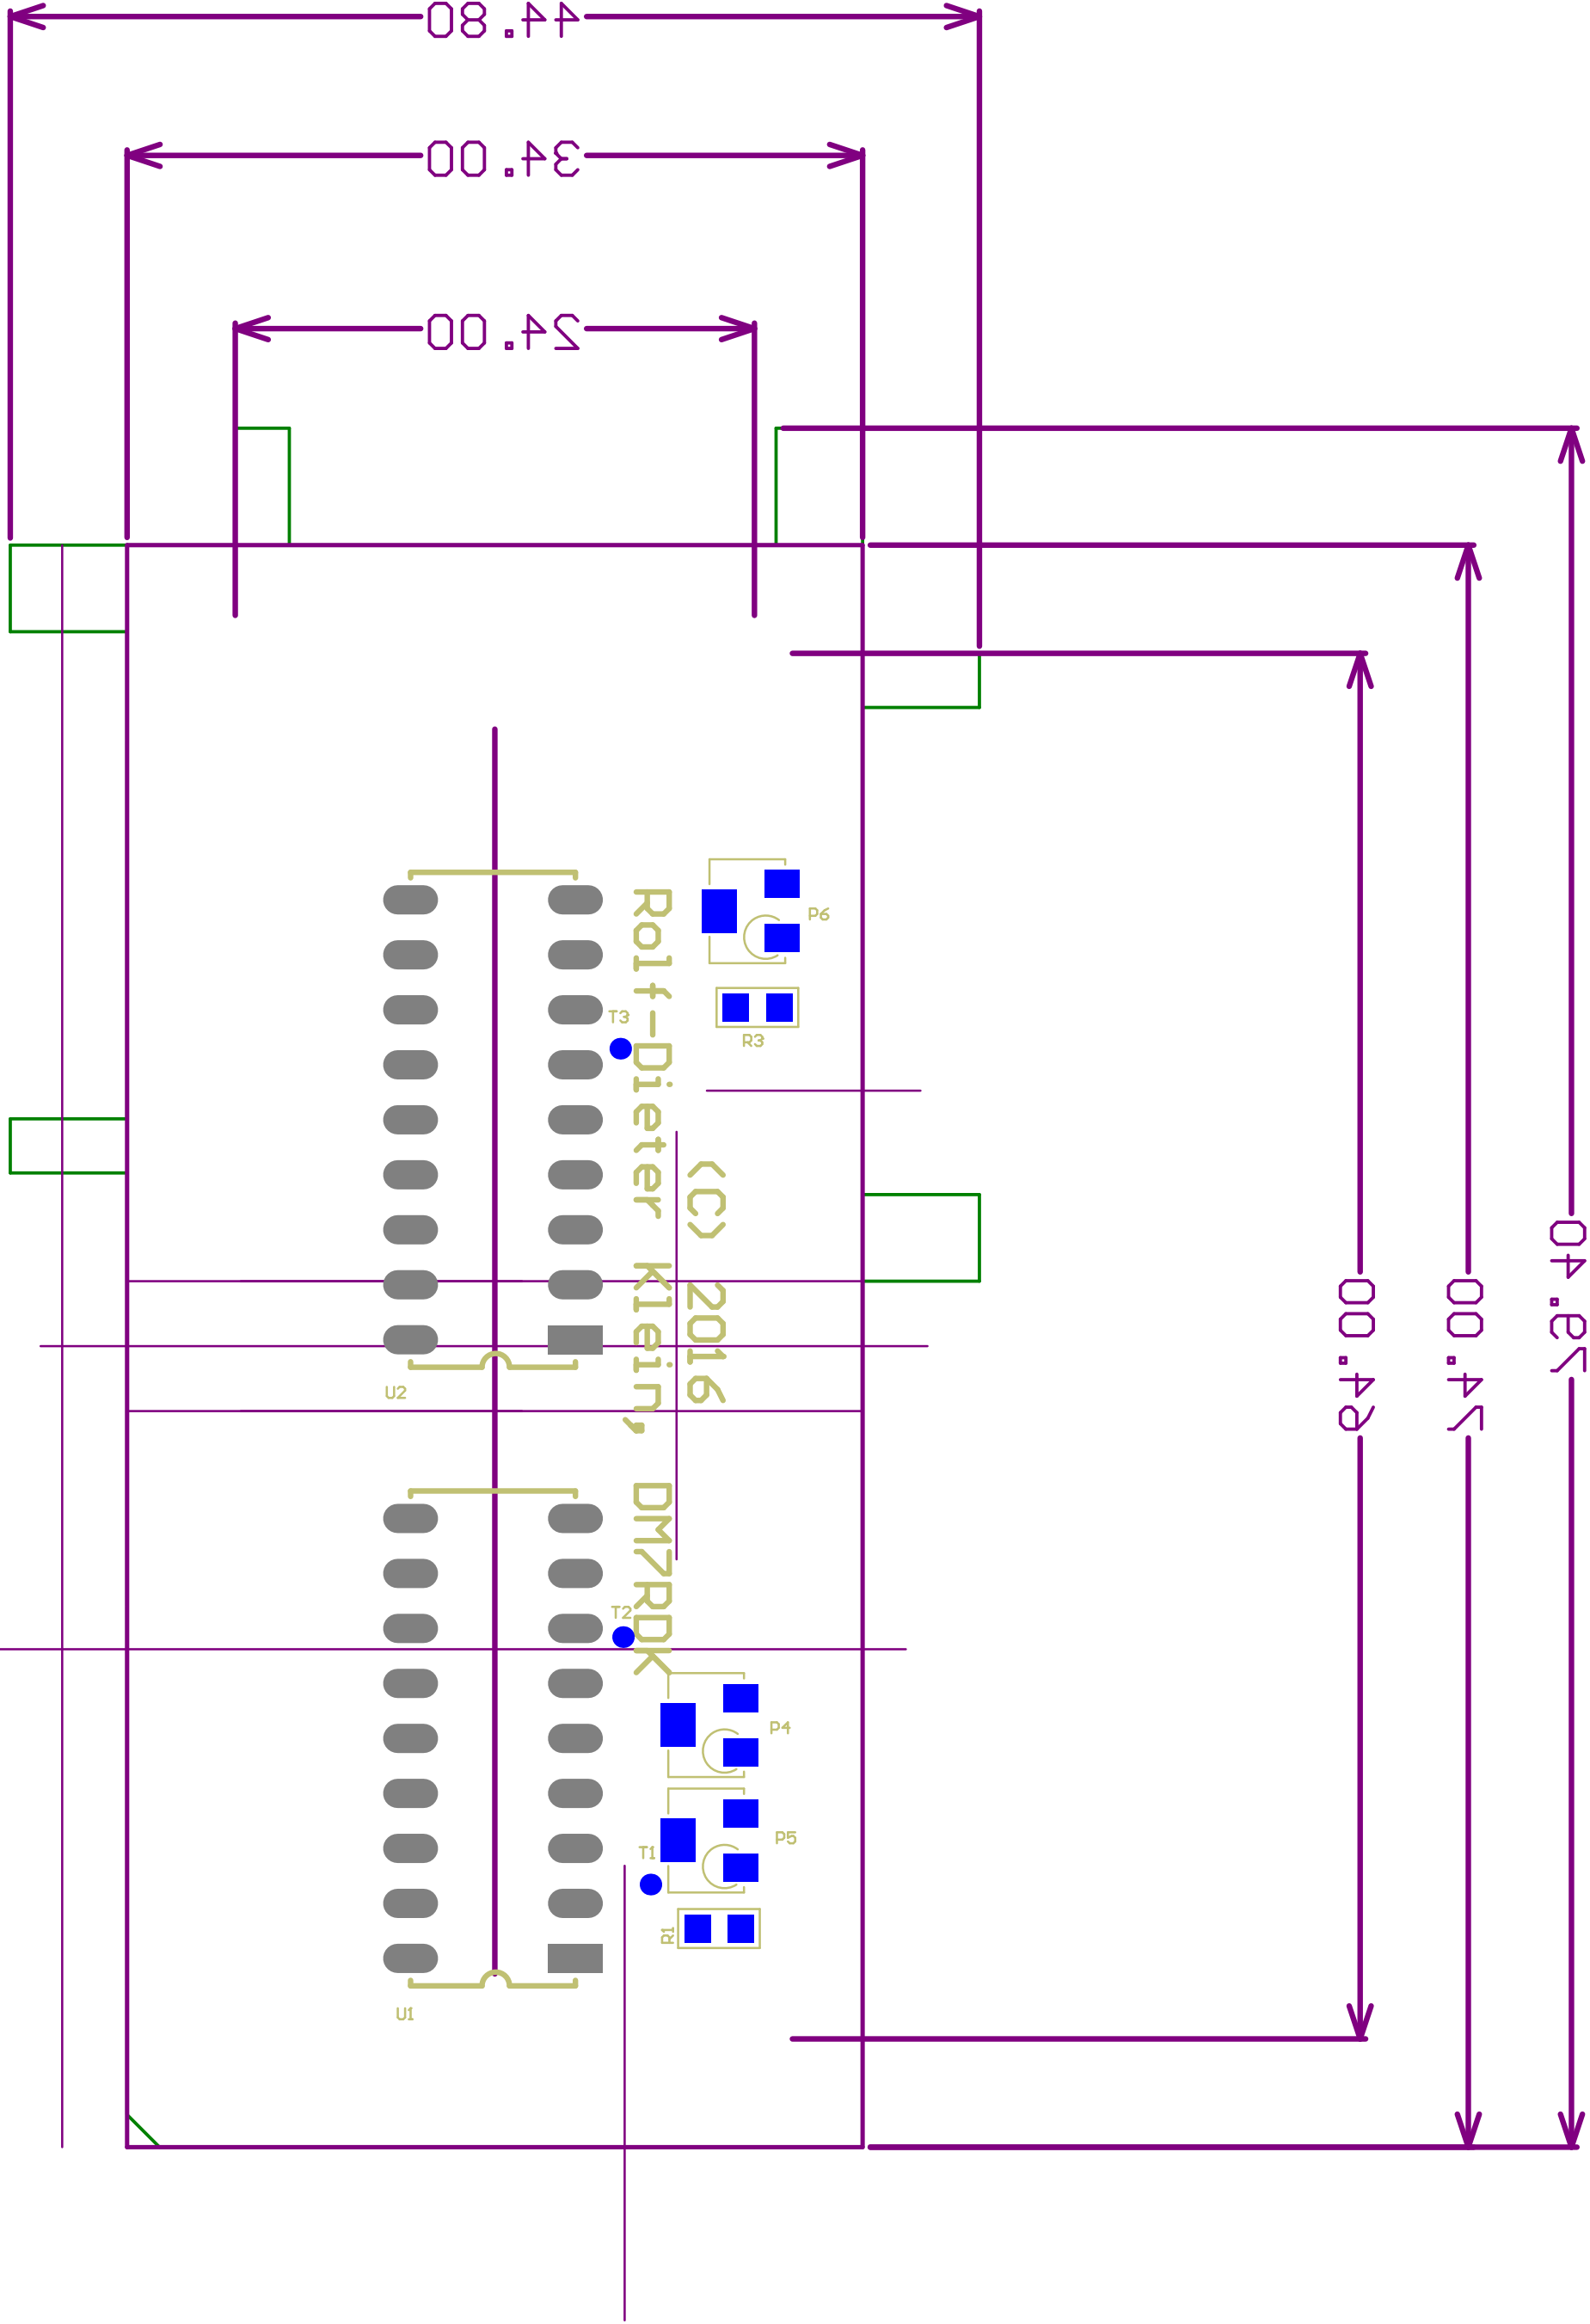 44.80
34.00
24.00
P6
T3
R3
(C) 2016
Rolf-Dieter Klein, DM7RDK
64.00
74.00
79.40
U2
T2
P4
P5
T1
R1
U1